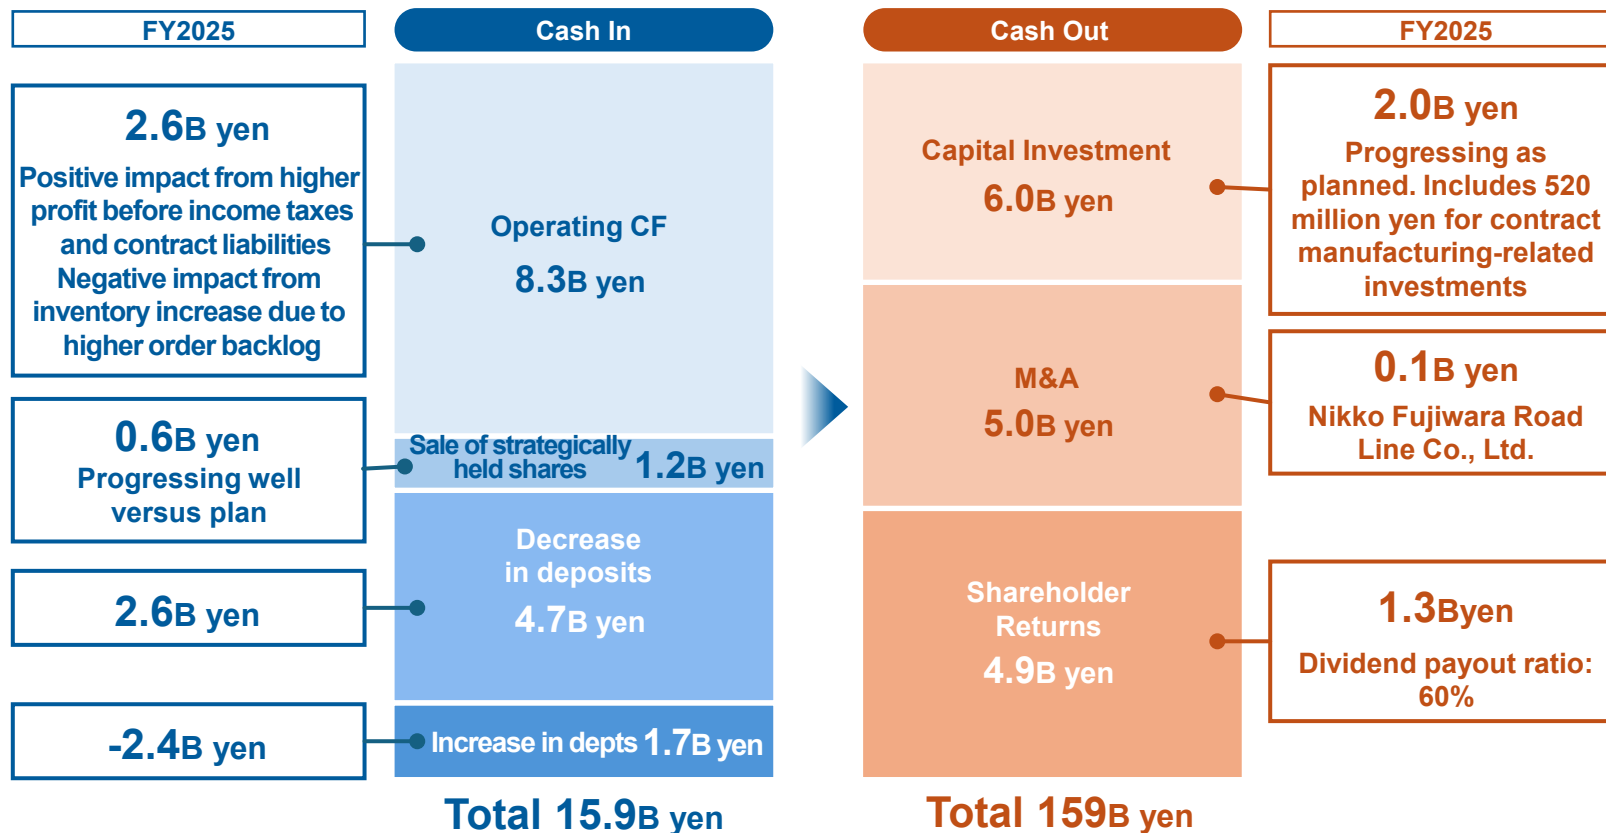 FY2025
Cash In
Cash Out
FY2025
2.6B yen
Positive impact from higher
profit before income taxes
and contract liabilities
Negative impact from
inventory increase due to
higher order backlog
0.6B yen
Progressing well
versus plan
2.6B yen
-2.4B yen
Operating CF
8.3B yen
Sale of strategically
held shares 1.2B yen
Decrease
in deposits
4.7B yen
Increase in depts 1.7B yen
Total 15.9B yen
Capital Investment
6.0B yen
M&A
5.0B yen
Shareholder
Returns
4.9B yen
Total 159B yen
2.0B yen
Progressing as
planned. Includes 520
million yen for contract
manufacturing-related
investments
0.1B yen
Nikko Fujiwara Road
Line Co., Ltd.
1.3Byen
Dividend payout ratio:
60%